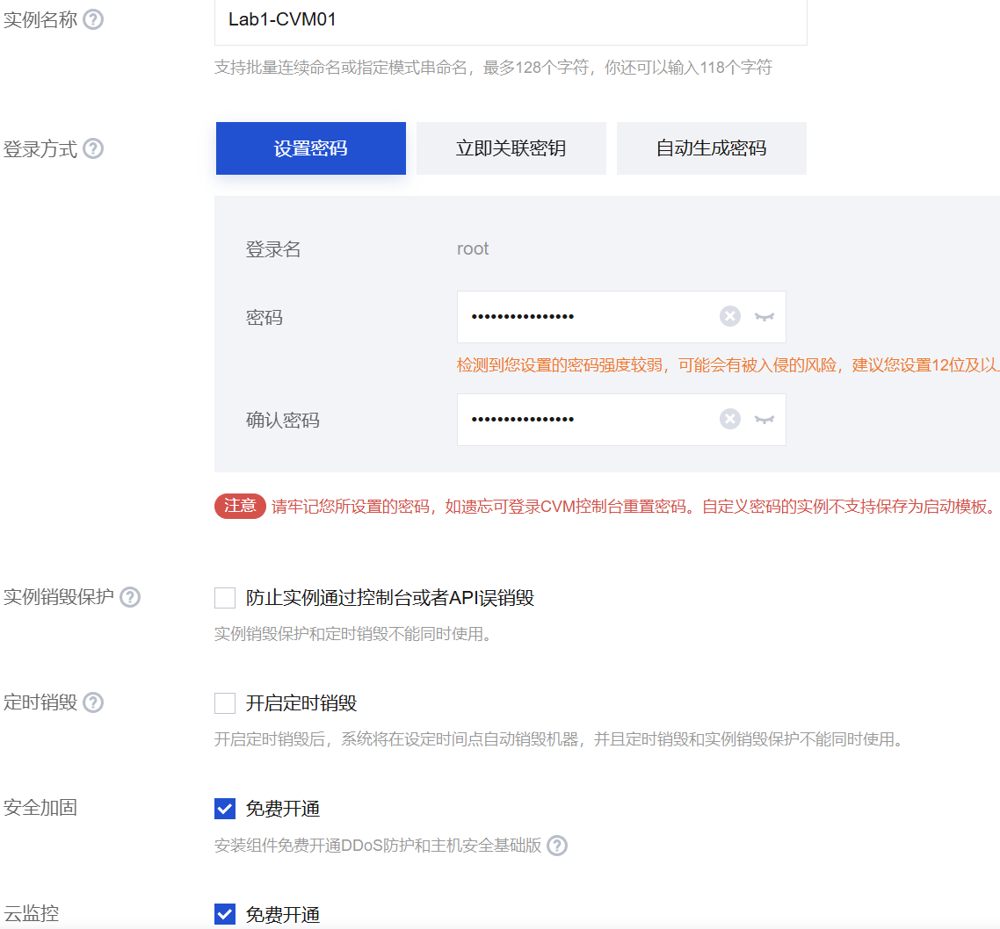 实例名称
Lab1-CVM01
支持批量连续命名或指定模式串命名，最多128个字符，你还可以输入118个字符
登录方式
设置密码 立即关联密钥 自动生成密码
登录名 root
密码 ••••••••••••••••
检测到您设置的密码强度较弱，可能会有被入侵的风险，建议您设置12位及以
确认密码 ••••••••••••••••
注意 请牢记您所设置的密码，如遗忘可登录CVM控制台重置密码。自定义密码的实例不支持保存为启动模板。
实例销毁保护
防止实例通过控制台或者API误销毁
实例销毁保护和定时销毁不能同时使用。
定时销毁
开启定时销毁
开启定时销毁后，系统将在设定时间点自动销毁机器，并且定时销毁和实例销毁保护不能同时使用。
安全加固
免费开通
安装组件免费开通DDoS防护和主机安全基础版
云监控
免费开通